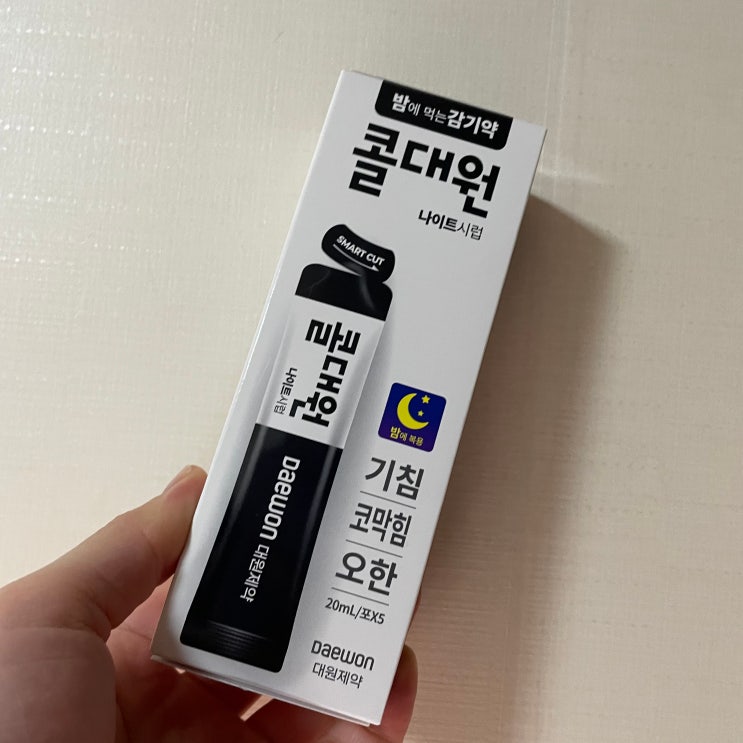 밤에 먹는 감기약
콜대원
나이트시럽
SMART CUT
콜대원
나이트시럽
Daewon 대원제약
밤에 복용
기침
코막힘
오한
20mL/포X5
Daewon
대원제약